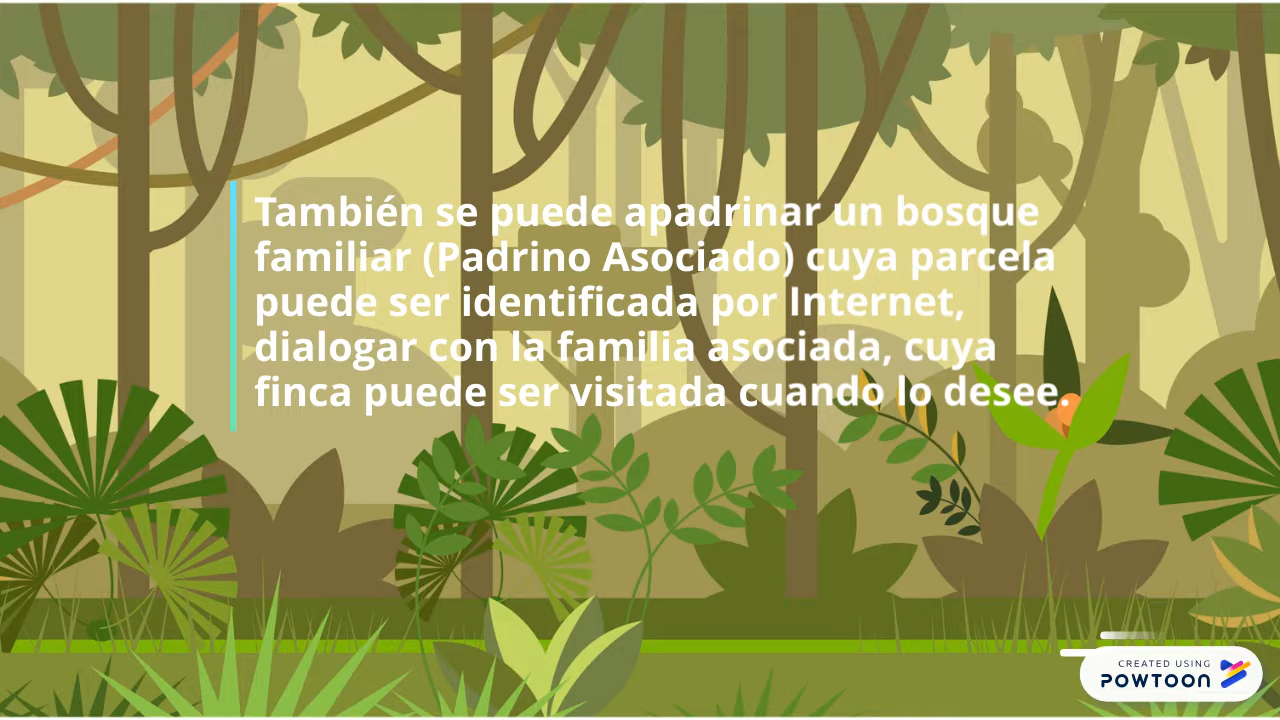 También se puede apadrinar un bosque
familiar (Padrino Asociado) cuya parcela
puede ser identificada por Internet,
dialogar con la familia asociada, cuya
finca puede ser visitada cuando lo desee.
CREATED USING
POWTOON